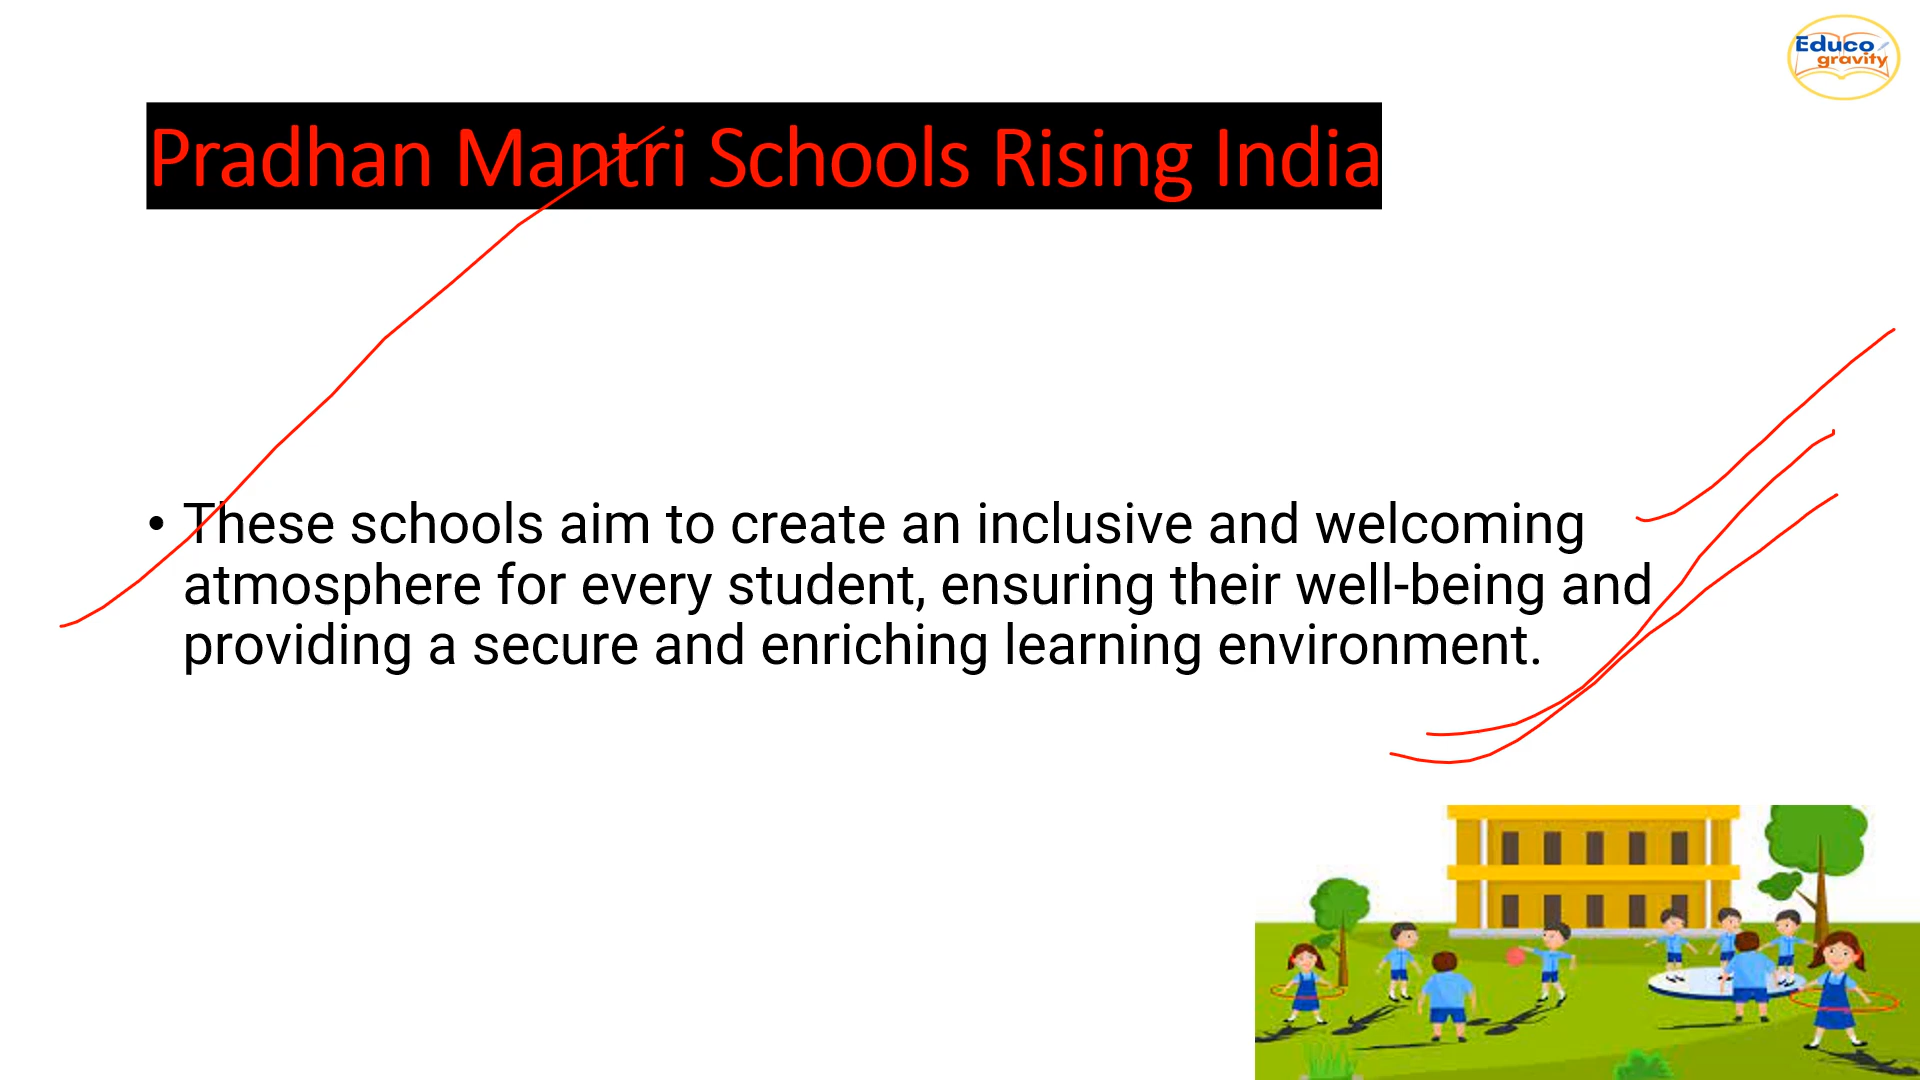 Educo
gravity
Pradhan Mantri Schools Rising India
• These schools aim to create an inclusive and welcoming
atmosphere for every student, ensuring their well-being and
providing a secure and enriching learning environment.